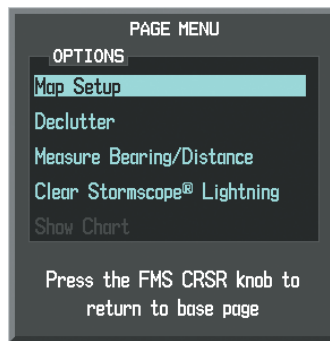 PAGE MENU
OPTIONS
Map Setup
Declutter
Measure Bearing/Distance
Clear Stormscope® Lightning
Show Chart
Press the FMS CRSR knob to
return to base page